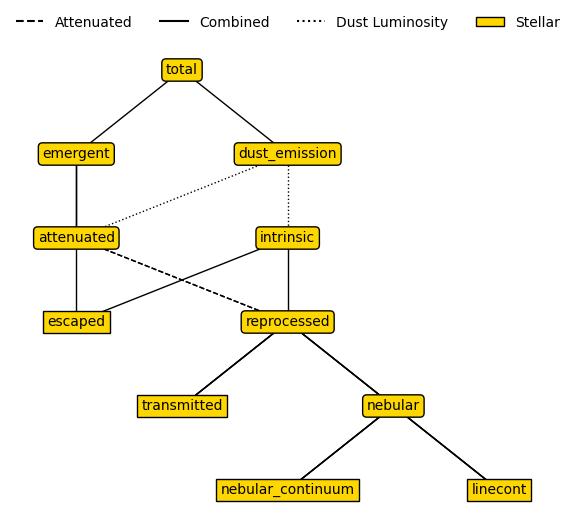 Attenuated Combined Dust Luminosity Stellar
total
emergent dust_emission
attenuated intrinsic
escaped reprocessed
transmitted nebular
nebular_continuum linecont